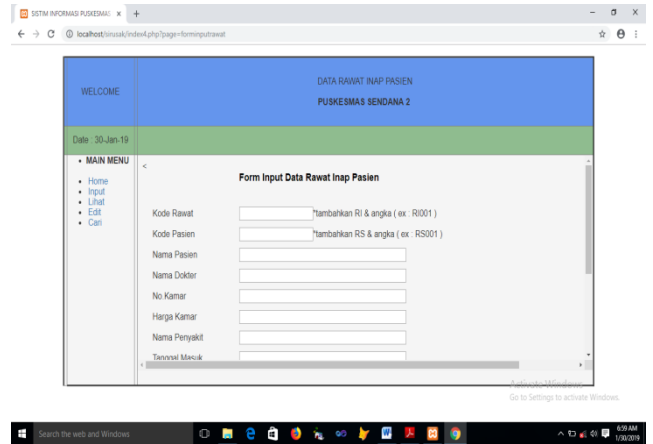 SISTIM INFORMASI PUSKESMAS
localhost/sirusak/index4.php?page=forminputrawat
WELCOME
DATA RAWAT INAP PASIEN
PUSKESMAS SENDANA 2
Date : 30-Jan-19
MAIN MENU
Home
Input
Lihat
Edit
Cari
<
Form Input Data Rawat Inap Pasien
Kode Rawat *tambahkan RI & angka ( ex : RI001 )
Kode Pasien *tambahkan RS & angka ( ex : RS001 )
Nama Pasien
Nama Dokter
No.Kamar
Harga Kamar
Nama Penyakit
Tanggal Masuk
Activate Windows
Go to Settings to activate Windows.
Search the web and Windows
6:59 AM
1/30/2019